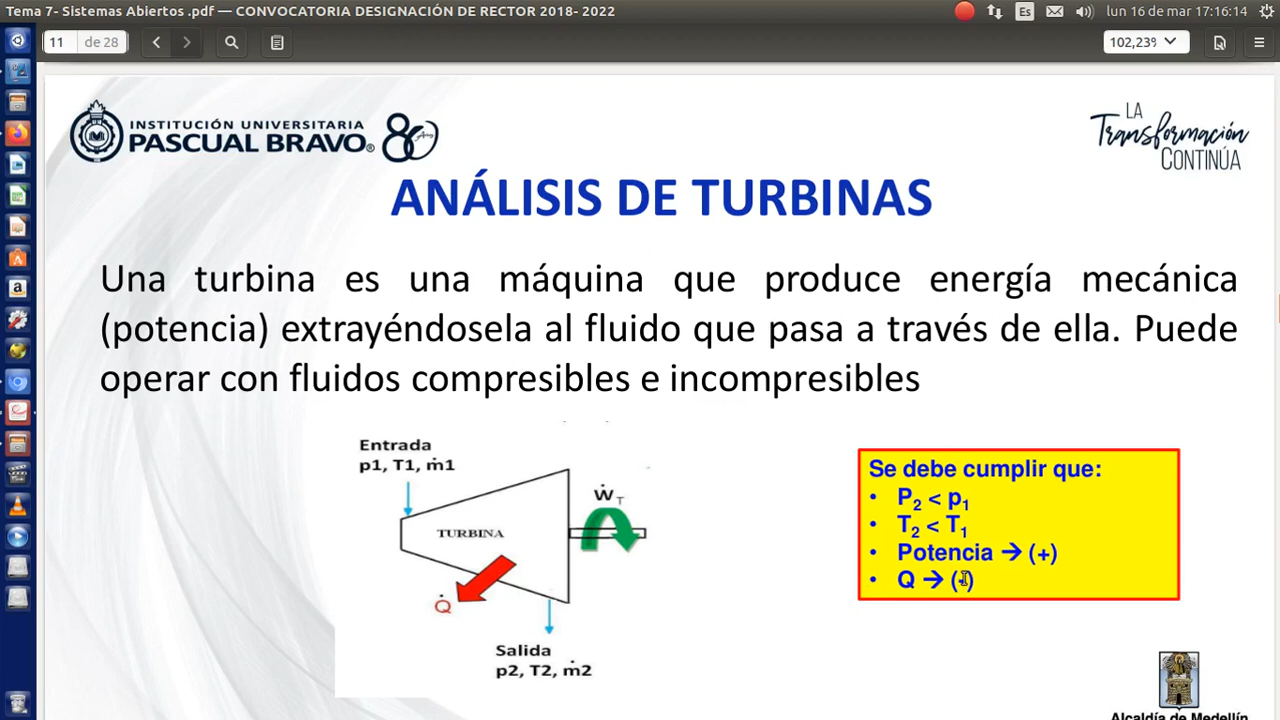 Tema 7- Sistemas Abiertos .pdf — CONVOCATORIA DESIGNACIÓN DE RECTOR 2018- 2022
Es
lun 16 de mar 17:16:14
11 de 28
102,23%
INSTITUCIÓN UNIVERSITARIA
PASCUAL BRAVO®
80
LA
Transformación
CONTINÚA
ANÁLISIS DE TURBINAS
Una turbina es una máquina que produce energía mecánica
(potencia) extrayéndosela al fluido que pasa a través de ella. Puede
operar con fluidos compresibles e incompresibles
Entrada
p1, T1, ṁ1
Ẇ_T
TURBINA
Q̇
Salida
p2, T2, ṁ2
Se debe cumplir que:
• P₂ < p₁
• T₂ < T₁
• Potencia → (+)
• Q → (-)
Alcaldía de Medellín